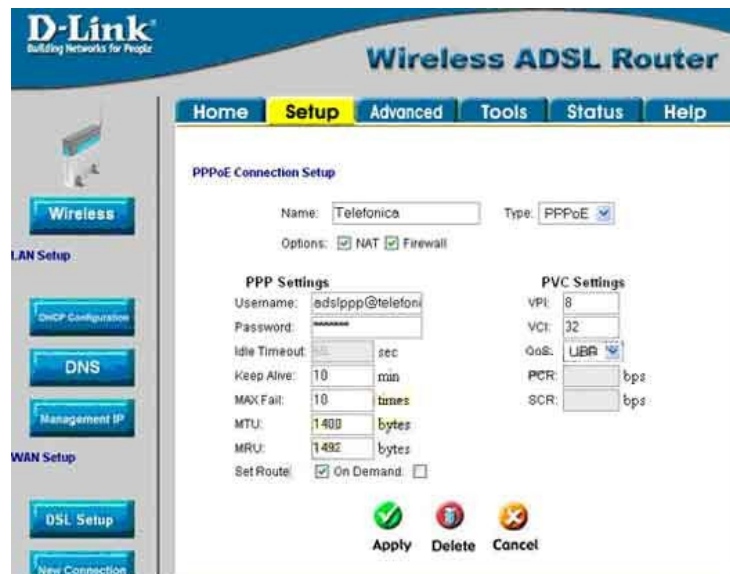 D-Link
Building Networks for People
Wireless ADSL Router
Home Setup Advanced Tools Status Help
PPPoE Connection Setup
Wireless
Name: Telefonica Type: PPPoE
Options: NAT Firewall
LAN Setup
PPP Settings PVC Settings
Username: adslppp@telefoni VPI: 8
Password: ******* VCI: 32
DHCP Configuration
Idle Timeout: sec QoS: UBR
Keep Alive: 10 min PCR: bps
DNS
MAX Fail: 10 times SCR: bps
Management IP
MTU: 1400 bytes
MRU: 1492 bytes
WAN Setup
Set Route: On Demand:
DSL Setup
Apply Delete Cancel
New Connection